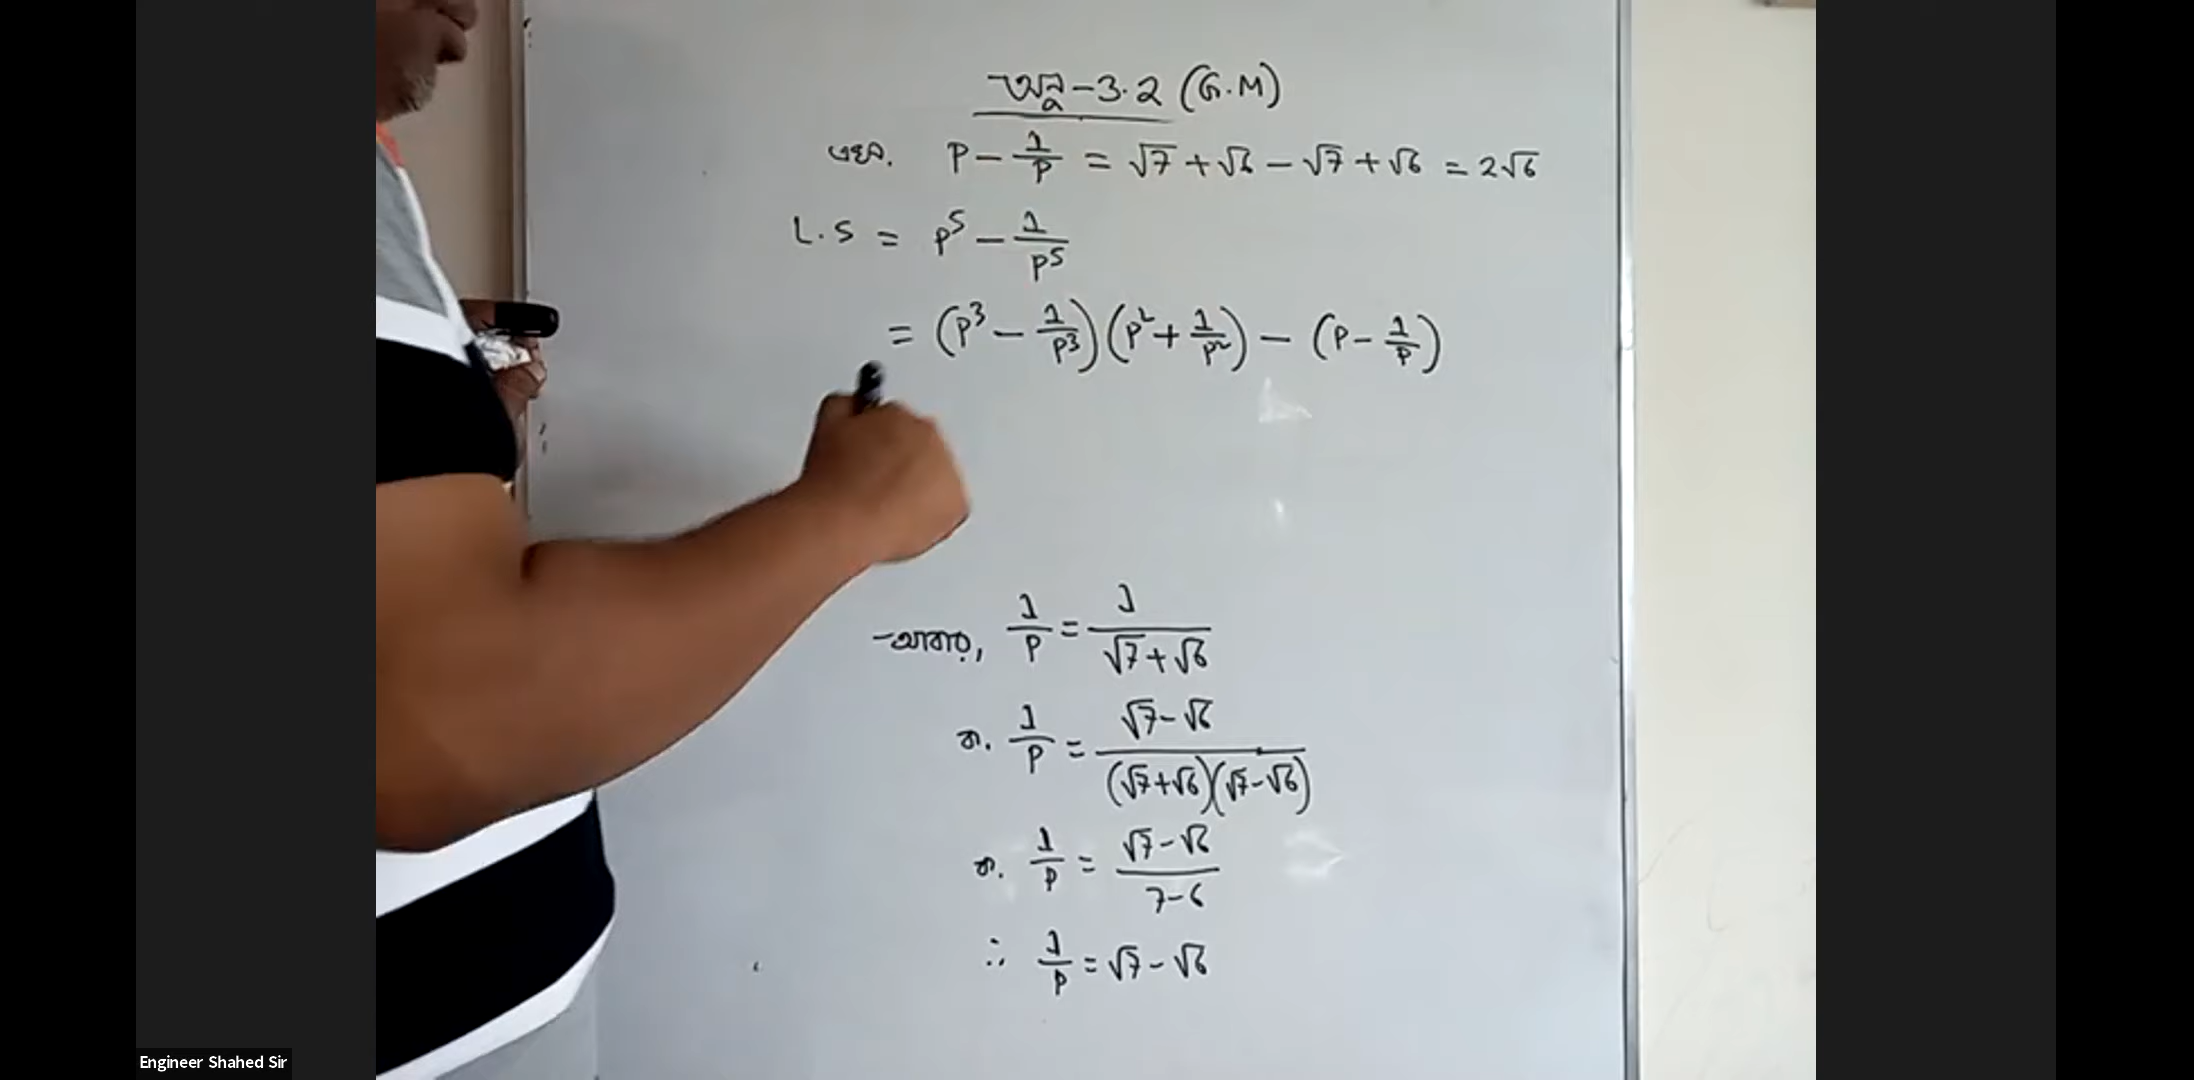 অনু-3.2 (G.M)
এখন. P - 1/P = √7 + √6 - √7 + √6 = 2√6
L.S = P⁵ - 1/P⁵
= (P³ - 1/P³)(P² + 1/P²) - (P - 1/P)
আবার, 1/P = 1/(√7 + √6)
বা. 1/P = (√7 - √6)/((√7 + √6)(√7 - √6))
বা. 1/P = (√7 - √6)/(7 - 6)
∴ 1/P = √7 - √6
Engineer Shahed Sir